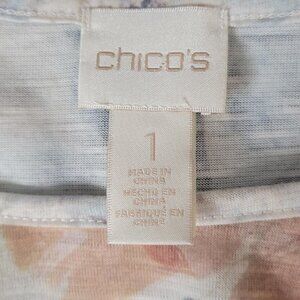 chico's
1
MADE IN
CHINA
HECHO EN
CHINA
FABRIQUÉ EN
CHINE